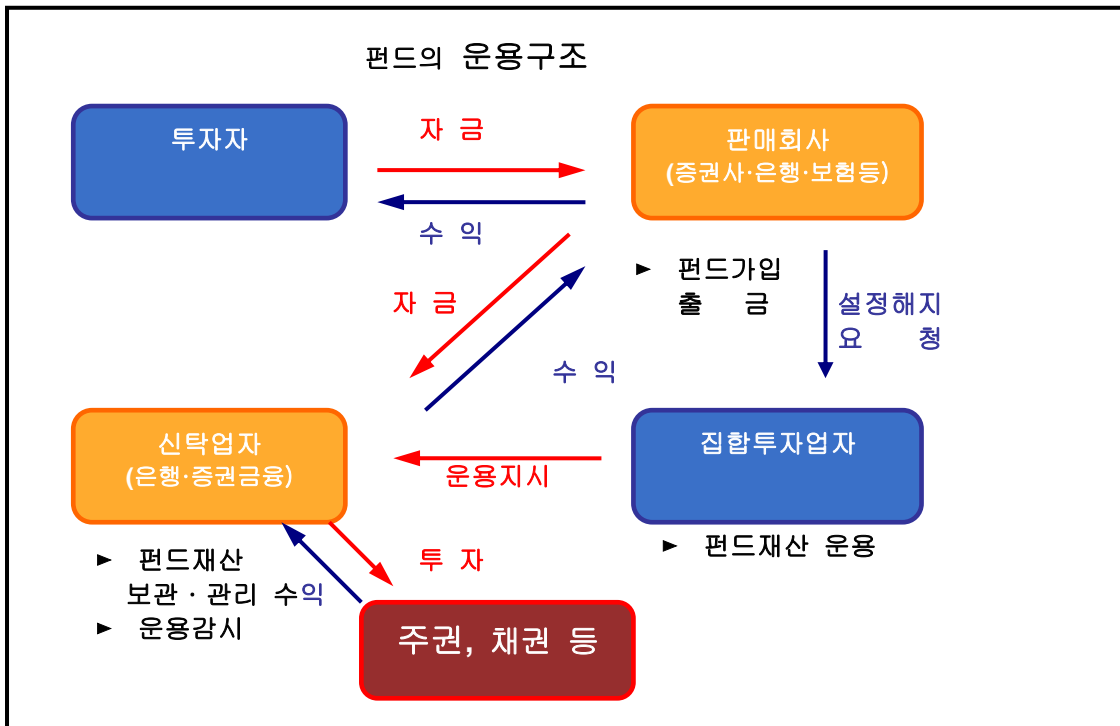 펀드의 운용구조
투자자
자 금
판매회사
(증권사·은행·보험등)
수 익
► 펀드가입
출 금
자 금
설정해지
요 청
수 익
신탁업자
(은행·증권금융)
집합투자업자
운용지시
► 펀드재산 운용
► 펀드재산
보관·관리 수익
► 운용감시
투 자
주권, 채권 등